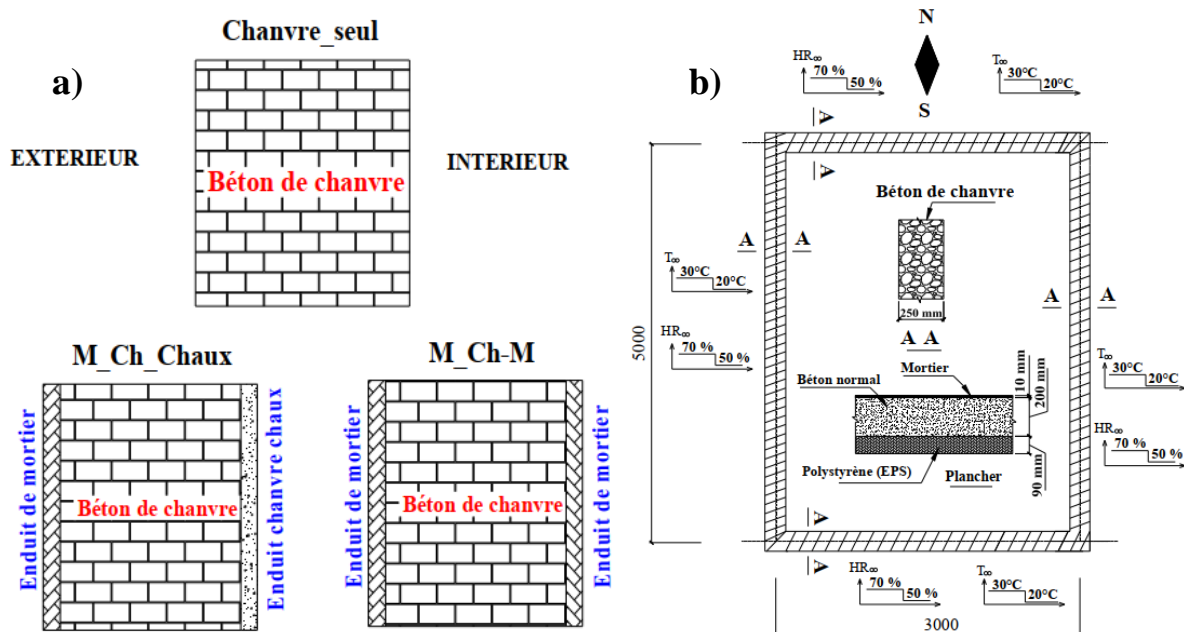 a)
Chanvre_seul
EXTERIEUR
INTÉRIEUR
Béton de chanvre
M_Ch_Chaux
Enduit de mortier
Béton de chanvre
Enduit chanvre chaux
M_Ch-M
Enduit de mortier
Béton de chanvre
Enduit de mortier
b)
N
S
HR∞
70 %
50 %
T∞
30°C
20°C
A
A
Béton de chanvre
250 mm
A A
A
A
T∞
30°C
20°C
HR∞
70 %
50 %
5000
A
A
T∞
30°C
20°C
HR∞
70 %
50 %
Mortier
Béton normal
Polystyrène (EPS)
Plancher
10 mm
200 mm
90 mm
A
A
HR∞
70 %
50 %
T∞
30°C
20°C
3000